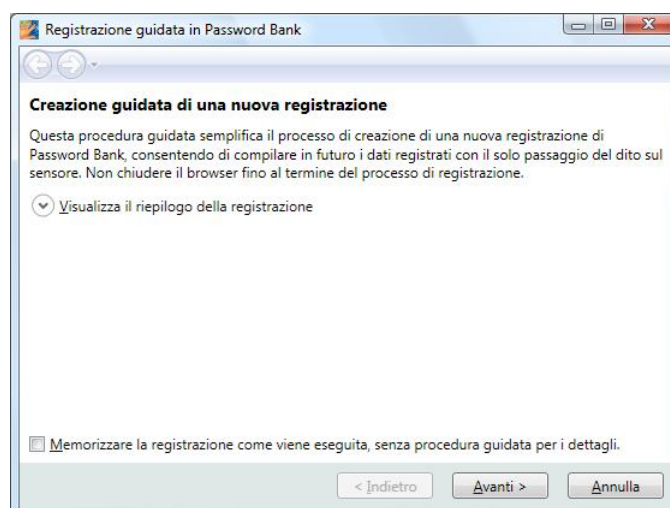 Registrazione guidata in Password Bank
Creazione guidata di una nuova registrazione
Questa procedura guidata semplifica il processo di creazione di una nuova registrazione di
Password Bank, consentendo di compilare in futuro i dati registrati con il solo passaggio del dito sul
sensore. Non chiudere il browser fino al termine del processo di registrazione.
Visualizza il riepilogo della registrazione
Memorizzare la registrazione come viene eseguita, senza procedura guidata per i dettagli.
< Indietro Avanti > Annulla